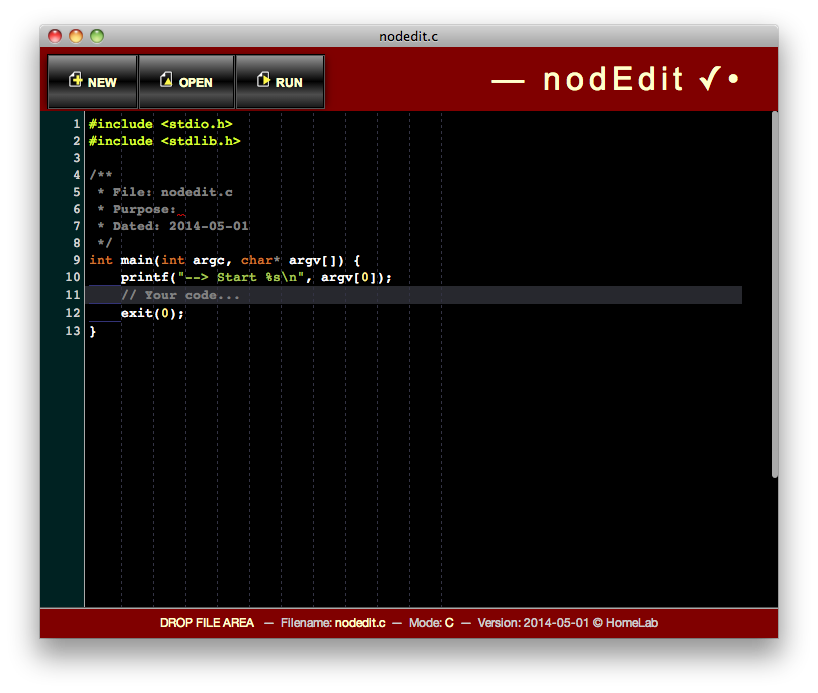 nodedit.c
NEW OPEN RUN — nodEdit ✓•
1 #include <stdio.h>
2 #include <stdlib.h>
3
4 /**
5  * File: nodedit.c
6  * Purpose:
7  * Dated: 2014-05-01
8  */
9 int main(int argc, char* argv[]) {
10     printf("--> Start %s\n", argv[0]);
11     // Your code...
12     exit(0);
13 }
DROP FILE AREA — Filename: nodedit.c — Mode: C — Version: 2014-05-01 © HomeLab